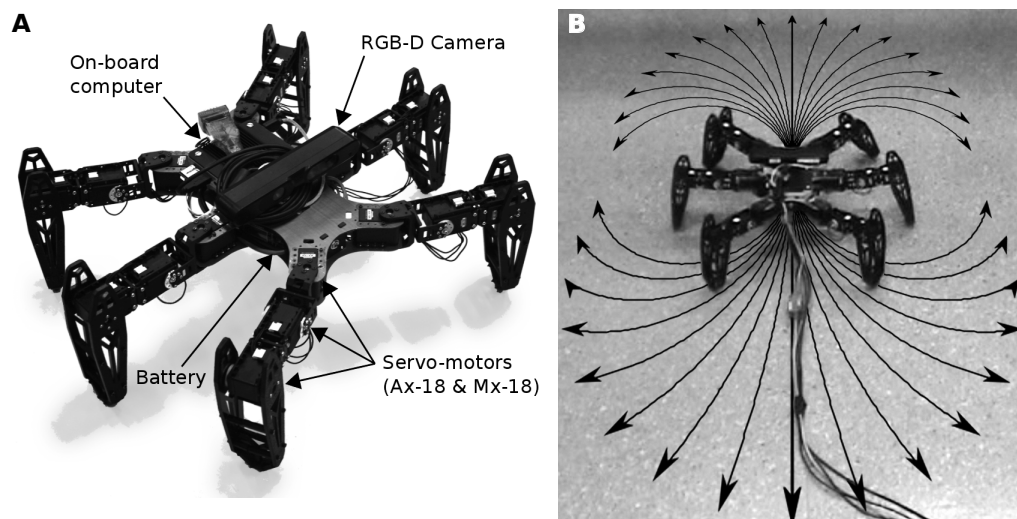 A
On-board
computer
RGB-D Camera
Battery
Servo-motors
(Ax-18 & Mx-18)
B